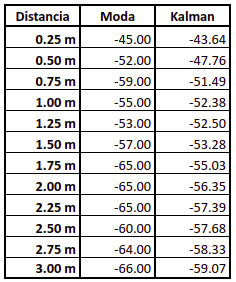 Distancia Moda Kalman
0.25 m -45.00 -43.64
0.50 m -52.00 -47.76
0.75 m -59.00 -51.49
1.00 m -55.00 -52.38
1.25 m -53.00 -52.50
1.50 m -57.00 -53.28
1.75 m -65.00 -55.03
2.00 m -65.00 -56.35
2.25 m -65.00 -57.39
2.50 m -60.00 -57.68
2.75 m -64.00 -58.33
3.00 m -66.00 -59.07